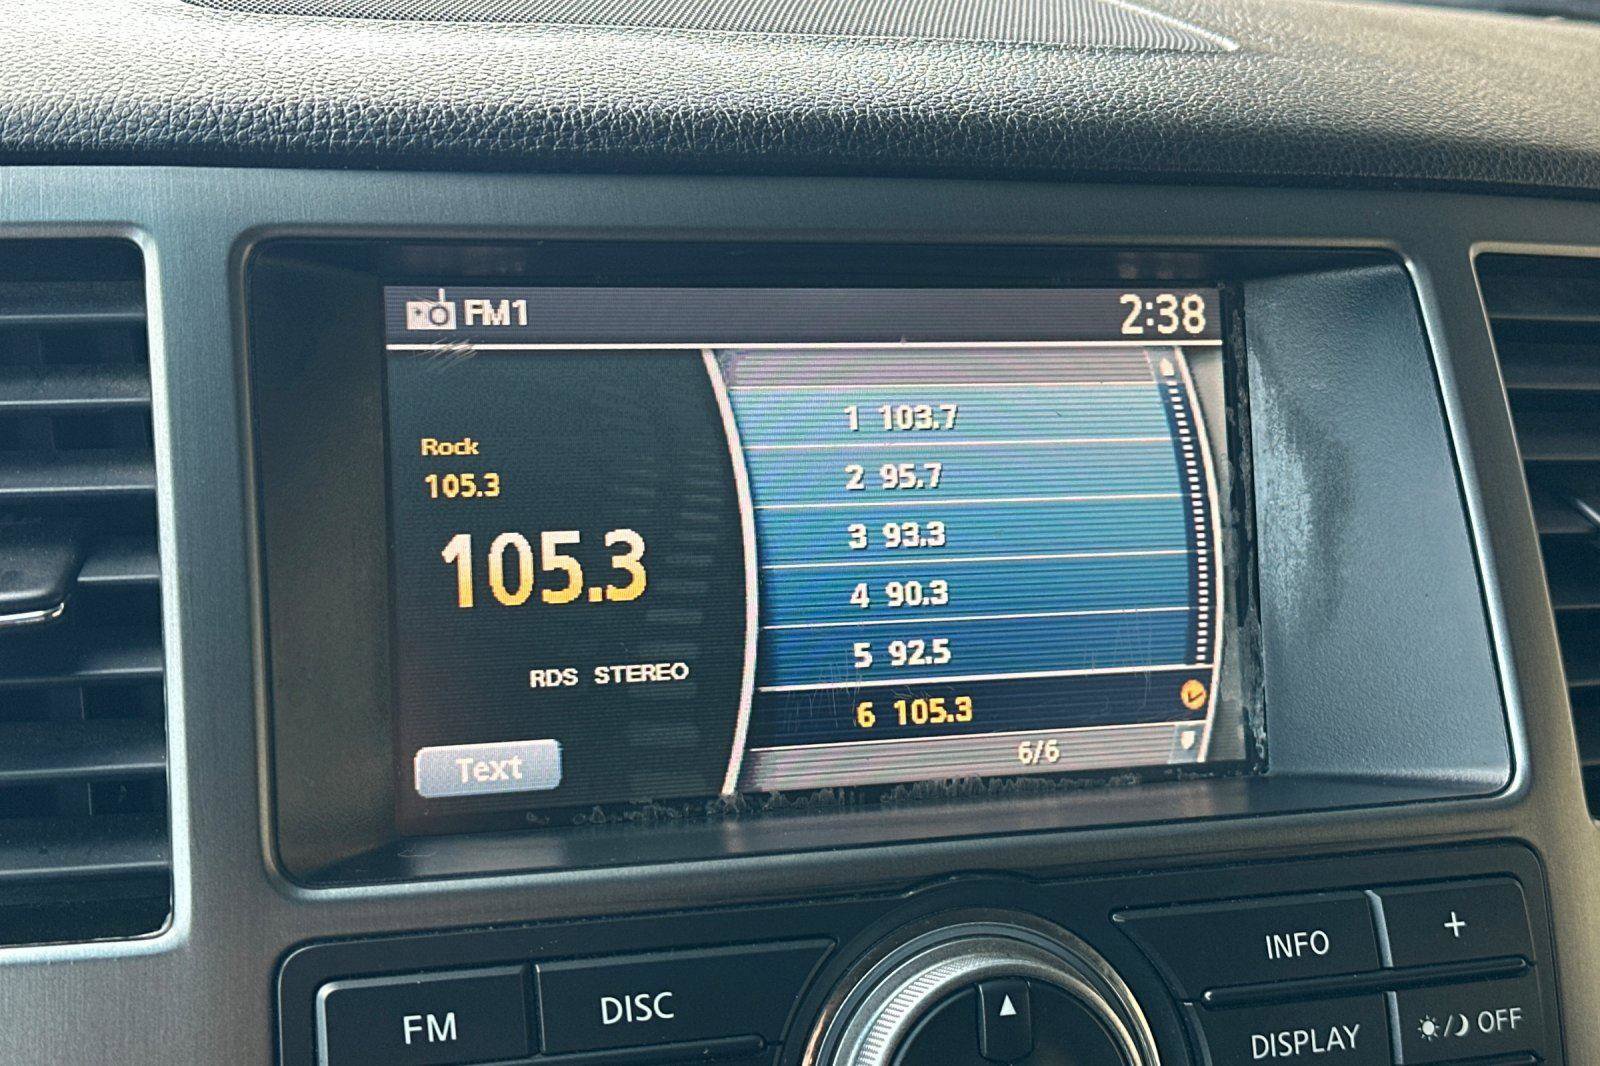 FM1
2:38
Rock
105.3
105.3
RDS STEREO
Text
1 103.7
2 95.7
3 93.3
4 90.3
5 92.5
6 105.3
6/6
FM
DISC
INFO
+
DISPLAY
/ OFF